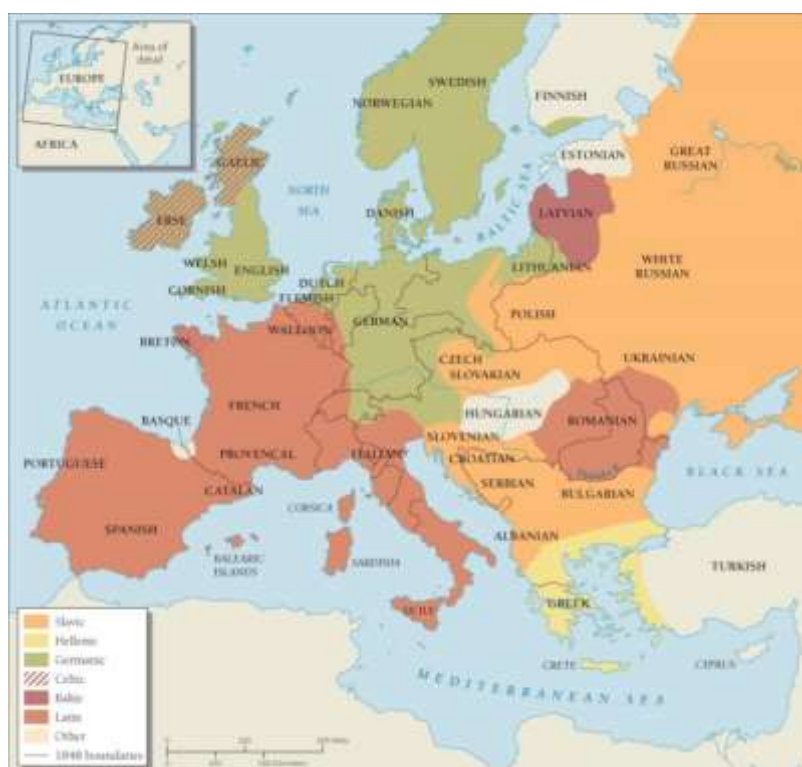 Area of
detail
EUROPE
AFRICA
NORWEGIAN
SWEDISH
FINNISH
ESTONIAN
GREAT
RUSSIAN
GAELIC
NORTH
SEA
ERSE
DANISH
BALTIC SEA
LATVIAN
LITHUANIAN
WHITE
RUSSIAN
WELSH
ENGLISH
CORNISH
DUTCH
FLEMISH
GERMAN
POLISH
ATLANTIC
OCEAN
BRETON
WALLOON
CZECH
SLOVAKIAN
UKRAINIAN
FRENCH
HUNGARIAN
ROMANIAN
BASQUE
SLOVENIAN
PROVENÇAL
ITALIAN
CROATIAN
PORTUGUESE
CATALAN
SERBIAN
BULGARIAN
BLACK SEA
CORSICA
SPANISH
BALEARIC
ISLANDS
SARDINIA
ALBANIAN
TURKISH
GREEK
CRETE
CYPRUS
MEDITERRANEAN SEA
Slavic
Hellenic
Germanic
Celtic
Baltic
Latin
Other
1848 boundaries